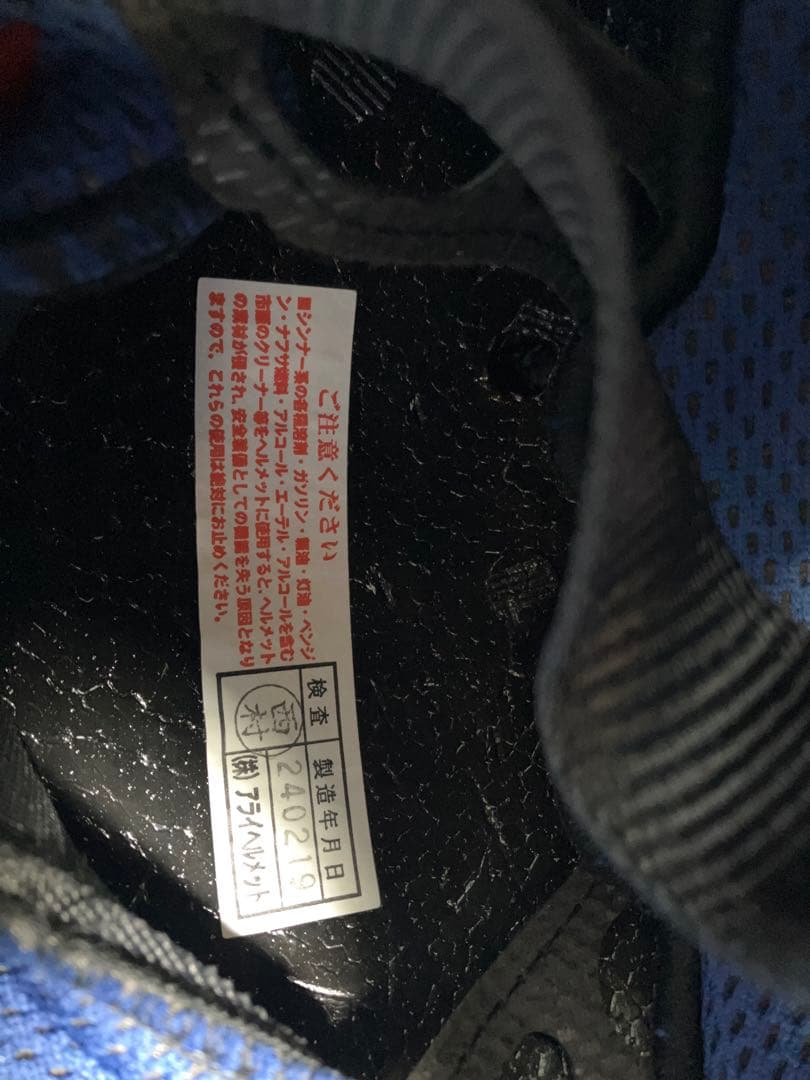 ご注意ください
■シンナー系の各種溶剤・ガソリン・軽油・灯油・ベンジ
ン・ナフサ燃料・アルコール・エーテル・アルコールを含む
市販のクリーナー等をヘルメットに使用すると、ヘルメット
の素材が侵され、安全装備としての機能を失う原因となり
ますので、これらの使用は絶対にお止めください。
検査
製造年月日
西村
240219
(株)アライヘルメット